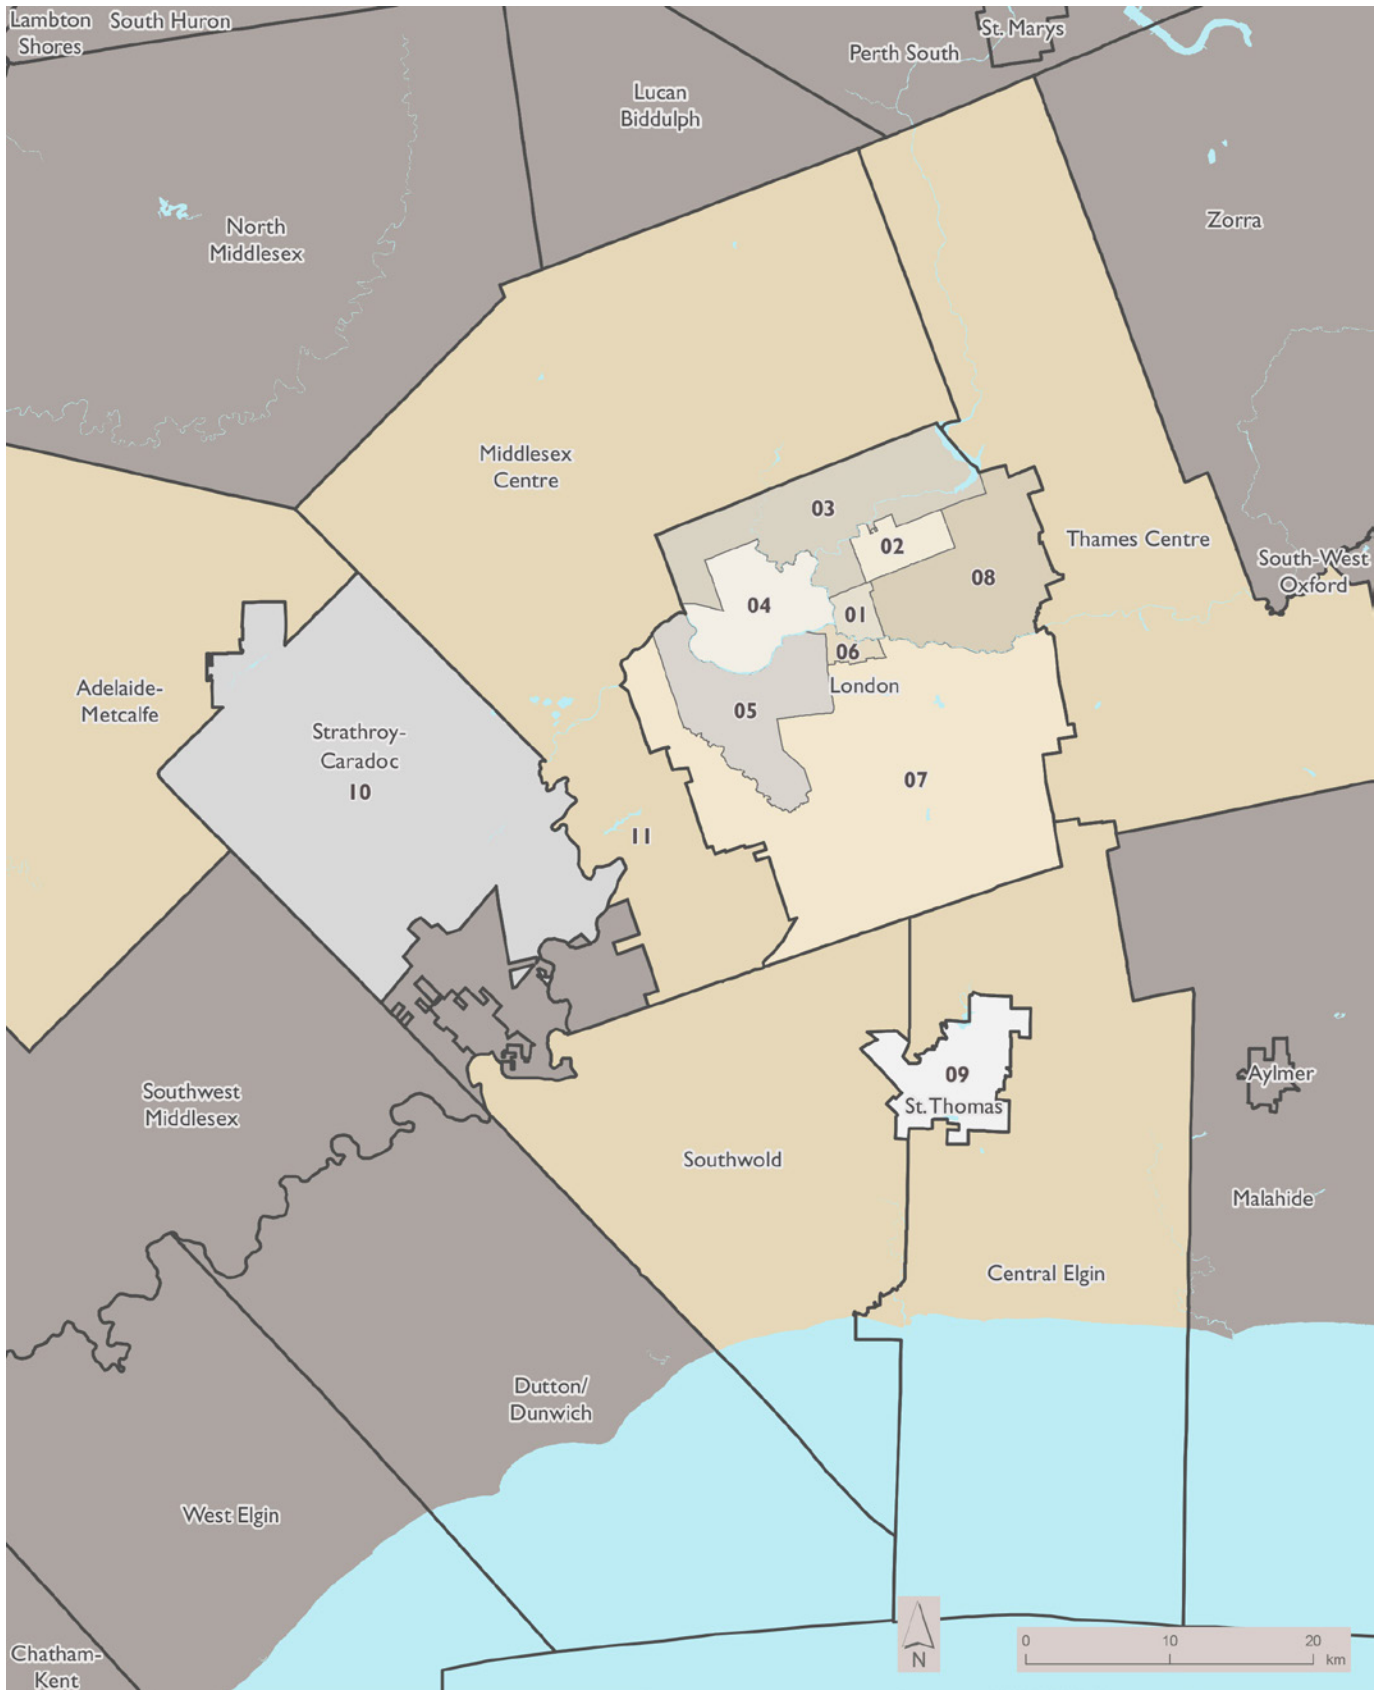 Lambton
Shores
South Huron
St. Marys
Perth South
Lucan
Biddulph
North
Middlesex
Zorra
Middlesex
Centre
03
02
Thames Centre
08
South-West
Oxford
04
01
06
London
Adelaide-
Metcalfe
05
Strathroy-
Caradoc
10
07
11
09
St. Thomas
Aylmer
Southwest
Middlesex
Southwold
Malahide
Central Elgin
Dutton/
Dunwich
West Elgin
Chatham-
Kent
N
0 10 20
km